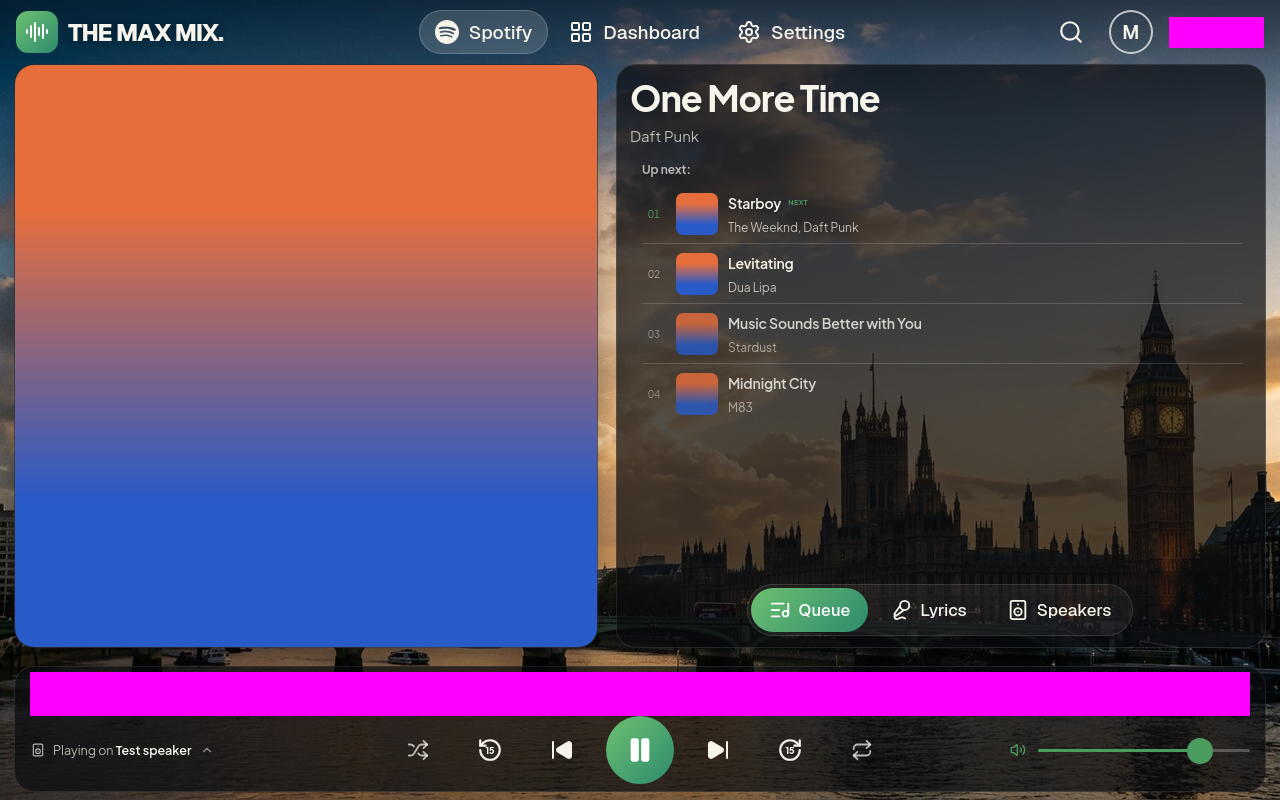 THE MAX MIX.
Spotify
Dashboard
Settings
M
One More Time
Daft Punk
Up next:
01
Starboy NEXT
The Weeknd, Daft Punk
02
Levitating
Dua Lipa
03
Music Sounds Better with You
Stardust
04
Midnight City
M83
Queue
Lyrics
Speakers
Playing on Test speaker
15
15